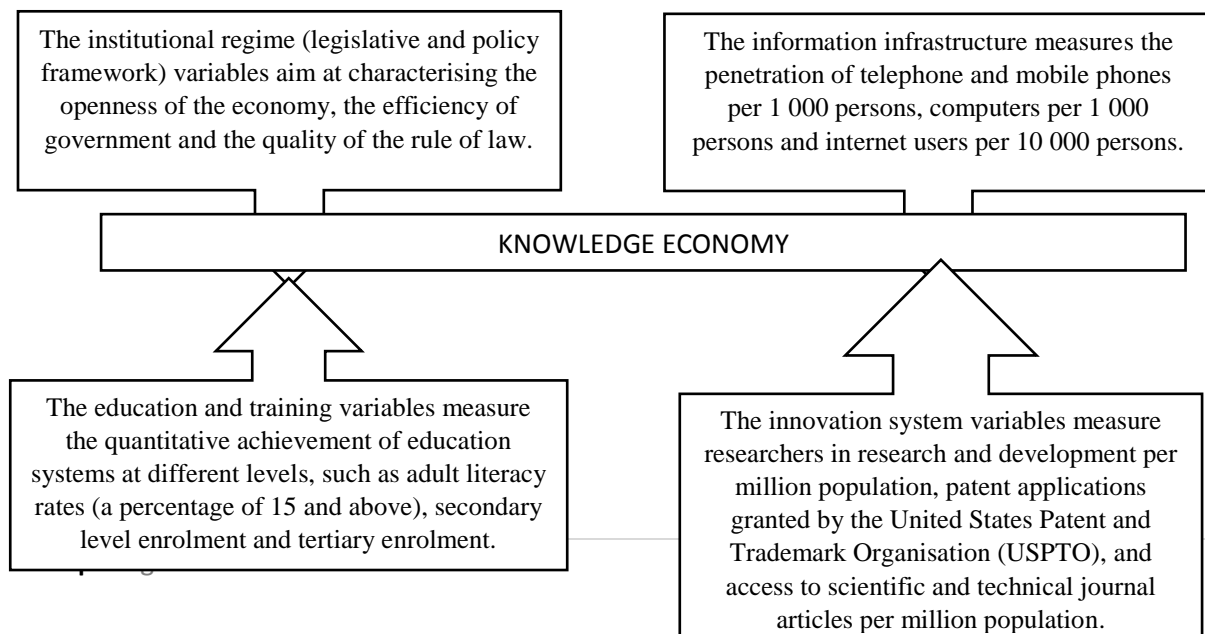 The institutional regime (legislative and policy
framework) variables aim at characterising the
openness of the economy, the efficiency of
government and the quality of the rule of law.
The information infrastructure measures the
penetration of telephone and mobile phones
per 1 000 persons, computers per 1 000
persons and internet users per 10 000 persons.
KNOWLEDGE ECONOMY
The education and training variables measure
the quantitative achievement of education
systems at different levels, such as adult literacy
rates (a percentage of 15 and above), secondary
level enrolment and tertiary enrolment.
The innovation system variables measure
researchers in research and development per
million population, patent applications
granted by the United States Patent and
Trademark Organisation (USPTO), and
access to scientific and technical journal
articles per million population.